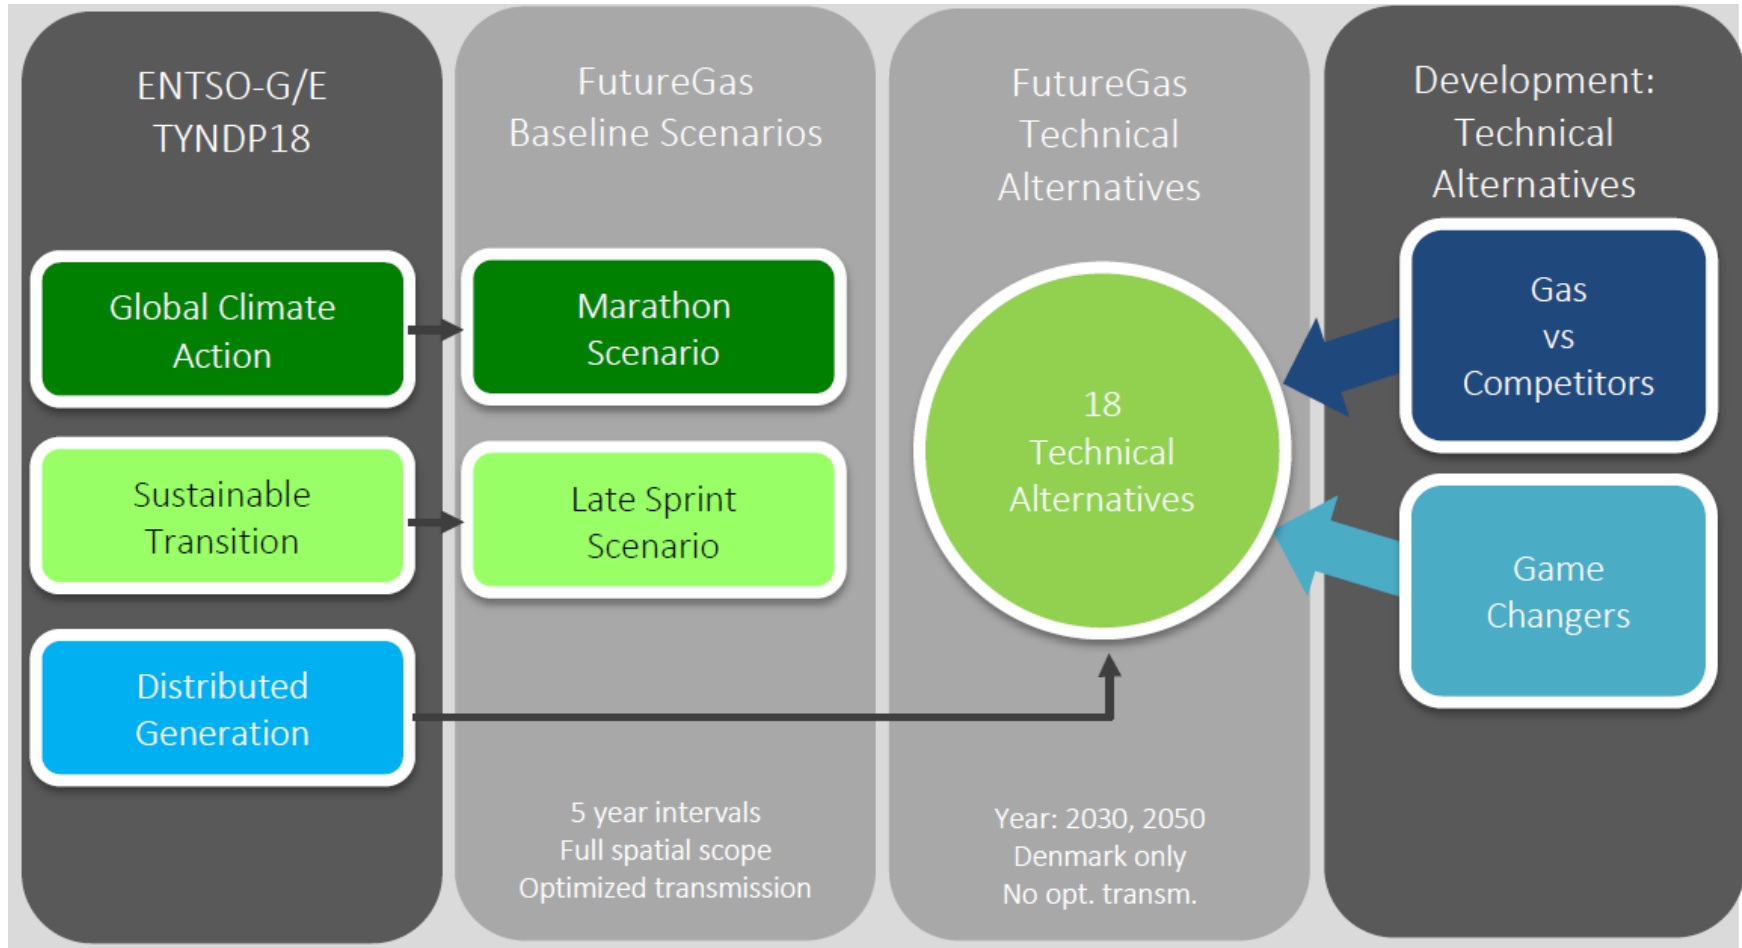 ENTSO-G/E
TYNDP18
Global Climate
Action
Sustainable
Transition
Distributed
Generation
FutureGas
Baseline Scenarios
Marathon
Scenario
Late Sprint
Scenario
5 year intervals
Full spatial scope
Optimized transmission
FutureGas
Technical
Alternatives
18
Technical
Alternatives
Year: 2030, 2050
Denmark only
No opt. transm.
Development:
Technical
Alternatives
Gas
vs
Competitors
Game
Changers